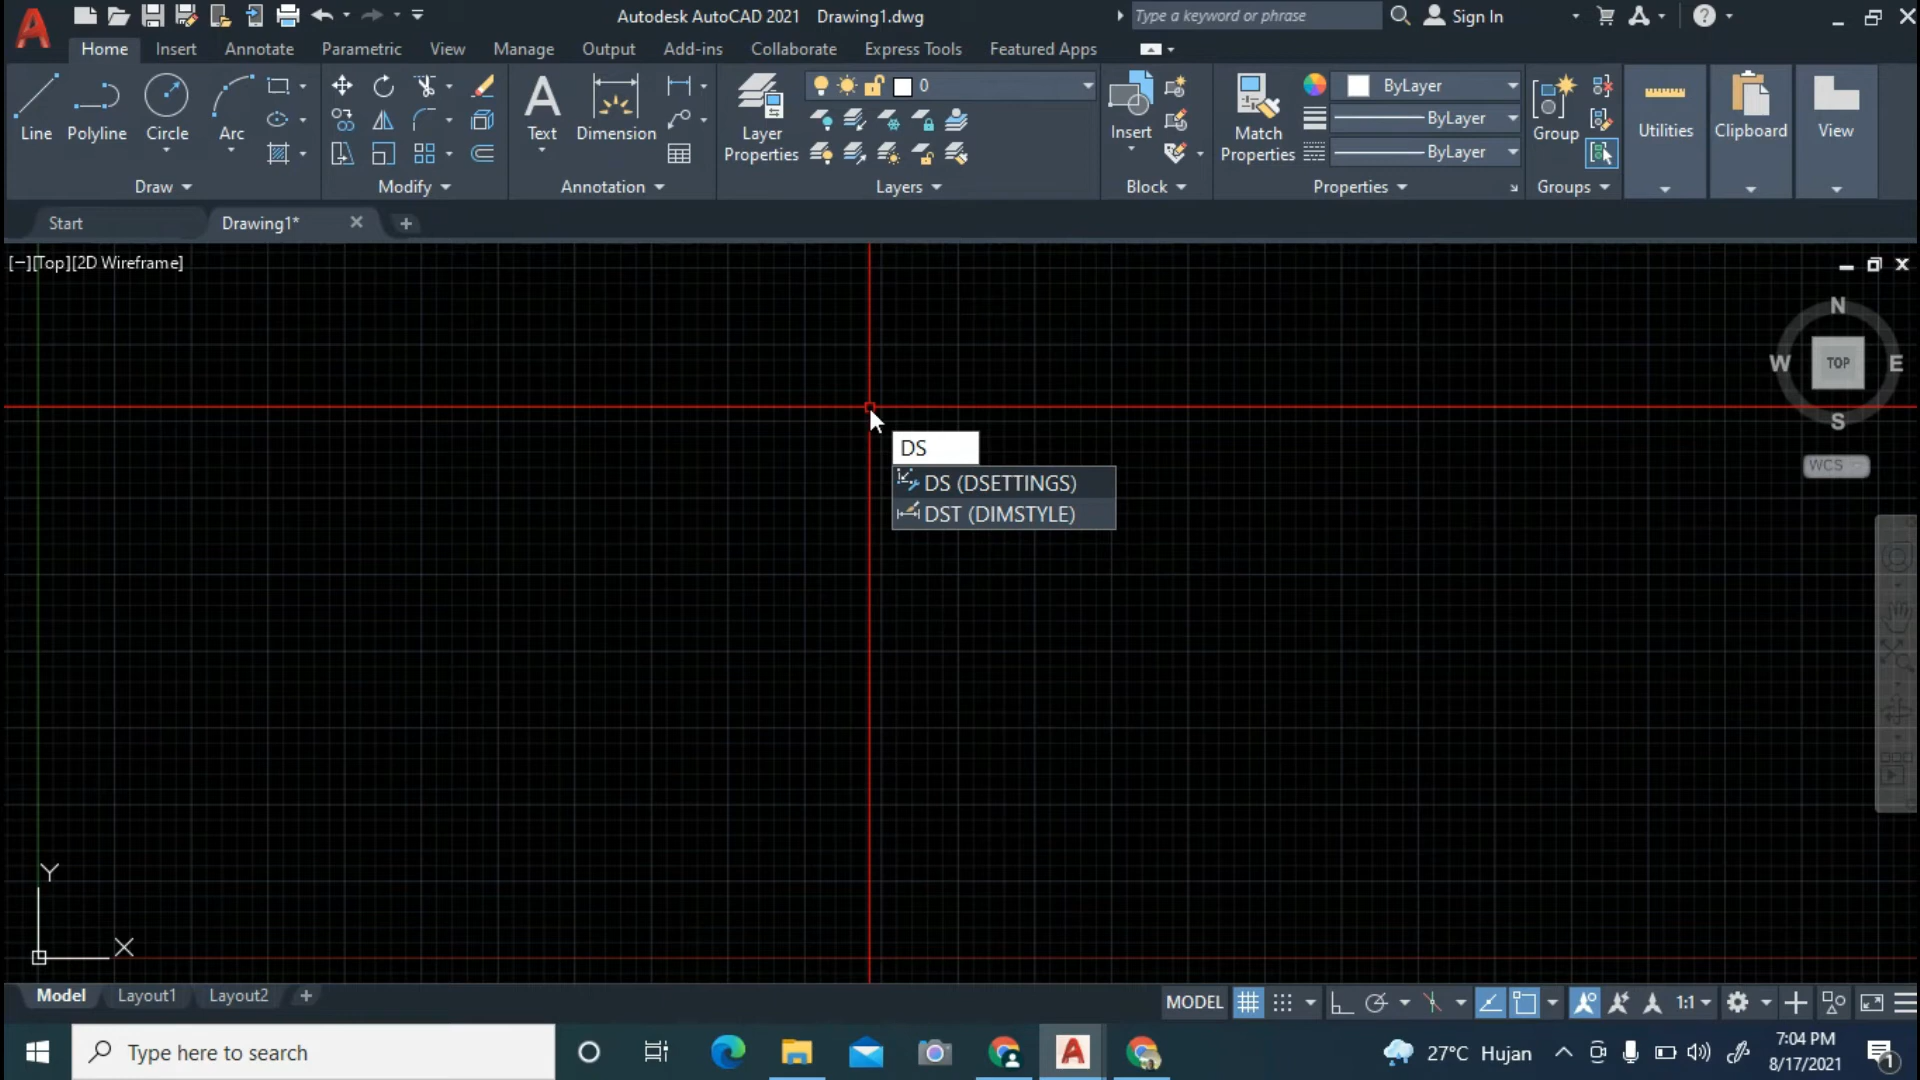 Autodesk AutoCAD 2021 Drawing1.dwg
Type a keyword or phrase
Sign In
Home Insert Annotate Parametric View Manage Output Add-ins Collaborate Express Tools Featured Apps
Line Polyline Circle Arc
Text Dimension
Layer Properties
0
Insert
Match Properties
ByLayer
ByLayer
ByLayer
Group
Utilities
Clipboard
View
Draw Modify Annotation Layers Block Properties Groups
Start Drawing1*
[−][Top][2D Wireframe]
N
W TOP E
S
WCS
DS
DS (DSETTINGS)
DST (DIMSTYLE)
Y
X
Model Layout1 Layout2
MODEL 1:1
Type here to search
27°C Hujan
7:04 PM
8/17/2021
1